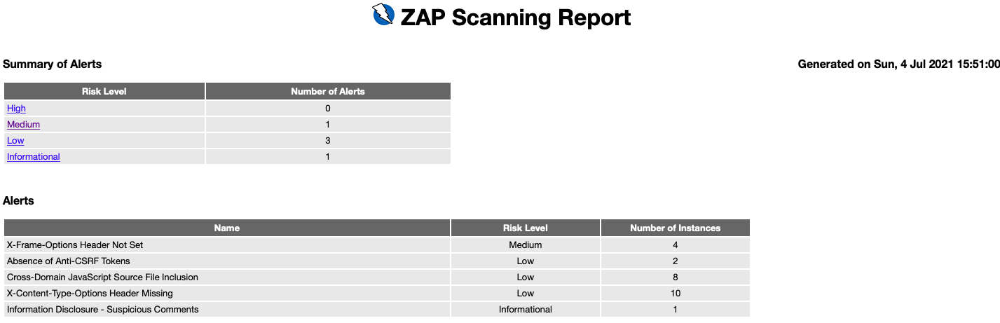 ZAP Scanning Report
Summary of Alerts Generated on Sun, 4 Jul 2021 15:51:00
Risk Level Number of Alerts
High 0
Medium 1
Low 3
Informational 1
Alerts
Name Risk Level Number of Instances
X-Frame-Options Header Not Set Medium 4
Absence of Anti-CSRF Tokens Low 2
Cross-Domain JavaScript Source File Inclusion Low 8
X-Content-Type-Options Header Missing Low 10
Information Disclosure - Suspicious Comments Informational 1